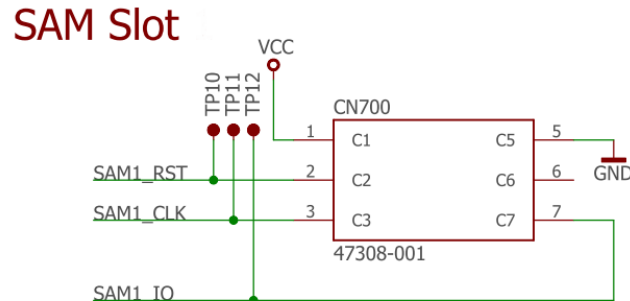 SAM Slot
VCC
TP10
TP11
TP12
CN700
1 C1 C5 5
GND
SAM1_RST 2 C2 C6 6
SAM1_CLK 3 C3 C7 7
47308-001
SAM1_IO